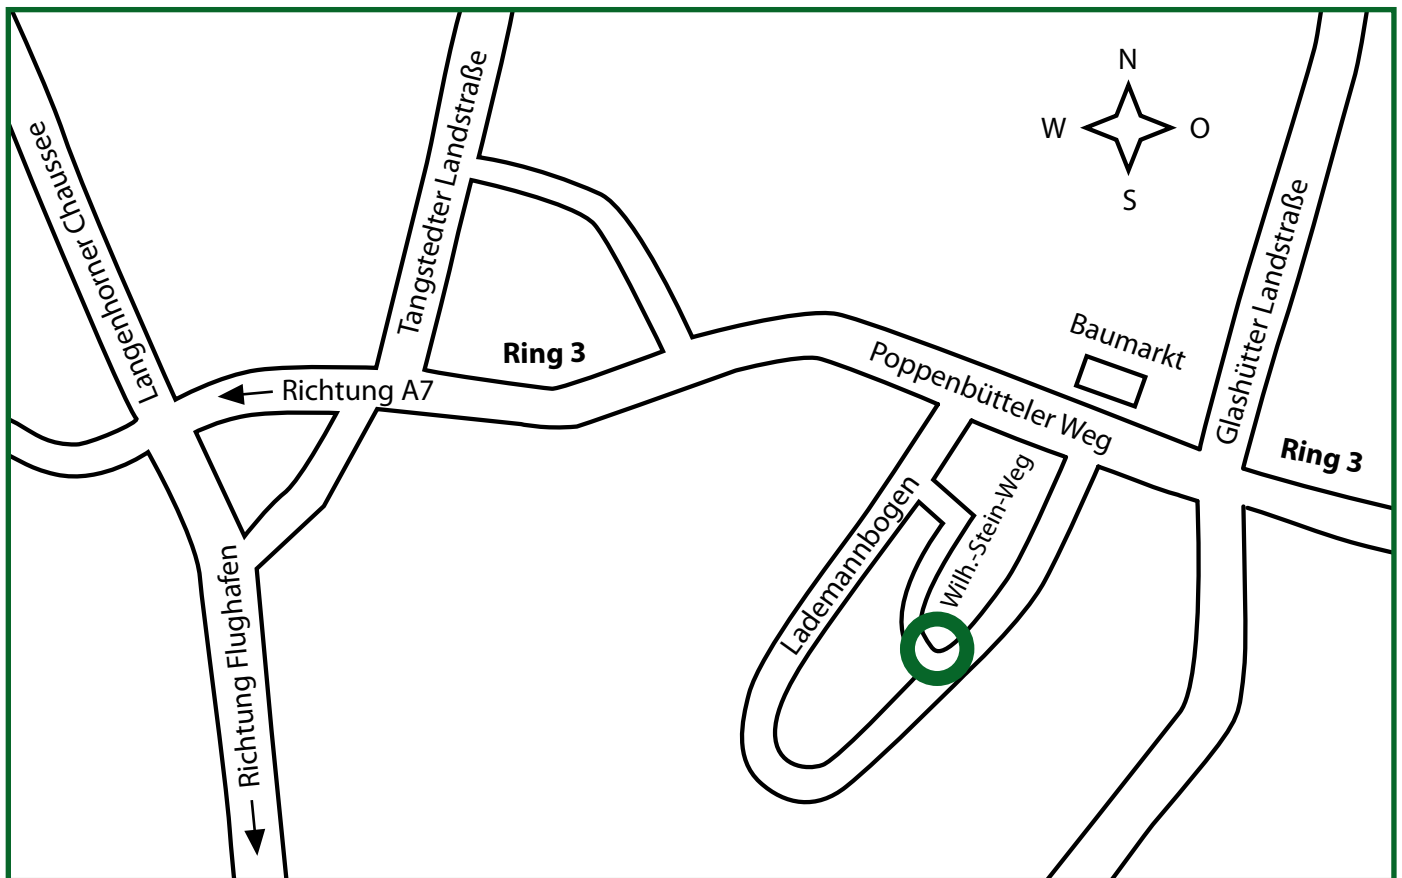 N
W
O
S
Langenhorner Chaussee
Tangstedter Landstraße
Glashütter Landstraße
Baumarkt
Ring 3
Poppenbütteler Weg
Richtung A7
Ring 3
Wilh.-Stein-Weg
Lademannbogen
Richtung Flughafen